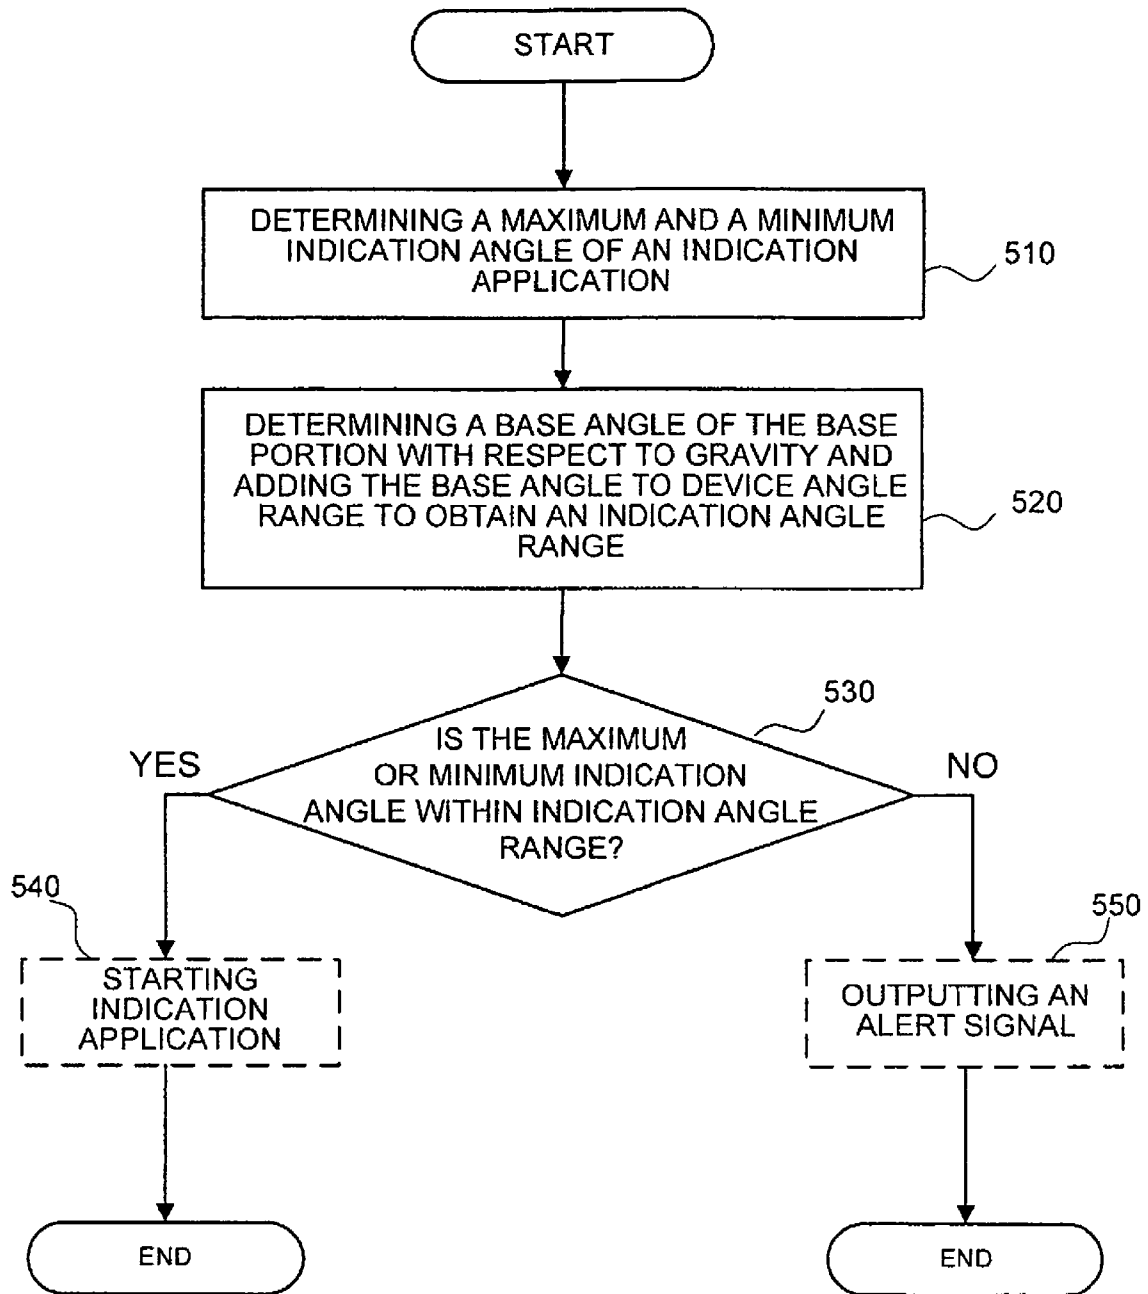 START
DETERMINING A MAXIMUM AND A MINIMUM
INDICATION ANGLE OF AN INDICATION
APPLICATION
510
DETERMINING A BASE ANGLE OF THE BASE
PORTION WITH RESPECT TO GRAVITY AND
ADDING THE BASE ANGLE TO DEVICE ANGLE
RANGE TO OBTAIN AN INDICATION ANGLE
RANGE
520
530
IS THE MAXIMUM
OR MINIMUM INDICATION
ANGLE WITHIN INDICATION ANGLE
RANGE?
YES
NO
540
STARTING
INDICATION
APPLICATION
550
OUTPUTTING AN
ALERT SIGNAL
END
END